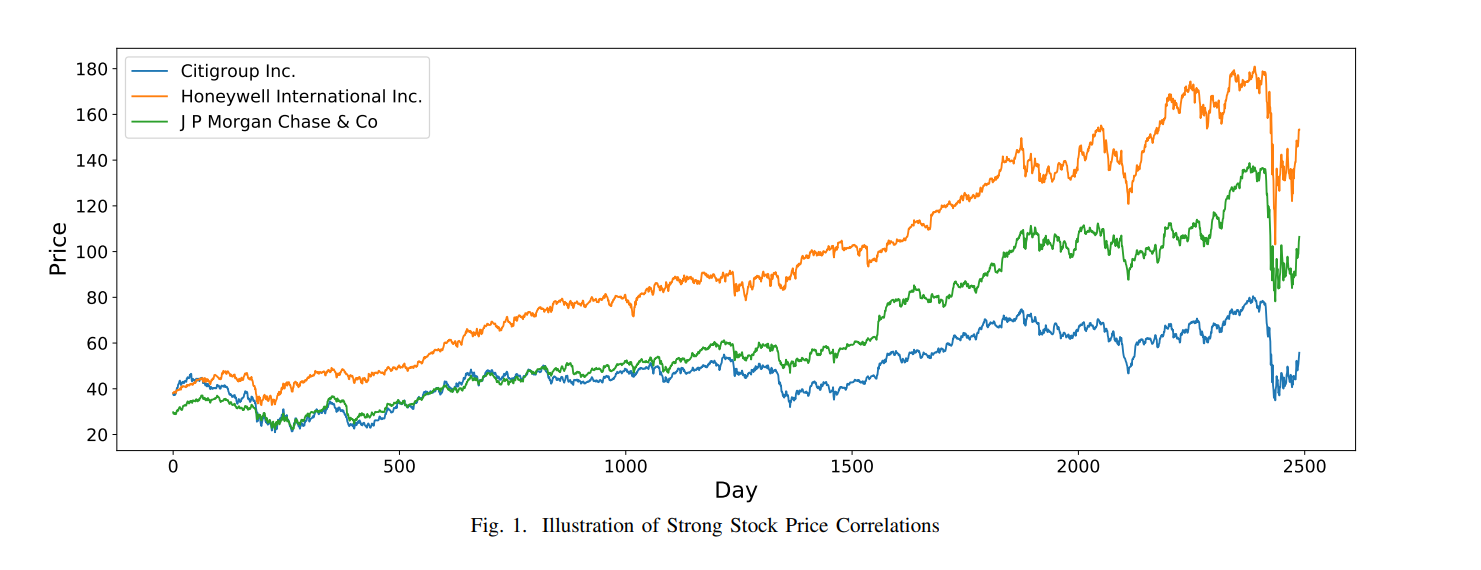 180
160
140
120
100
80
60
40
20
Price
Citigroup Inc.
Honeywell International Inc.
J P Morgan Chase & Co
0 500 1000 1500 2000 2500
Day
Fig. 1. Illustration of Strong Stock Price Correlations